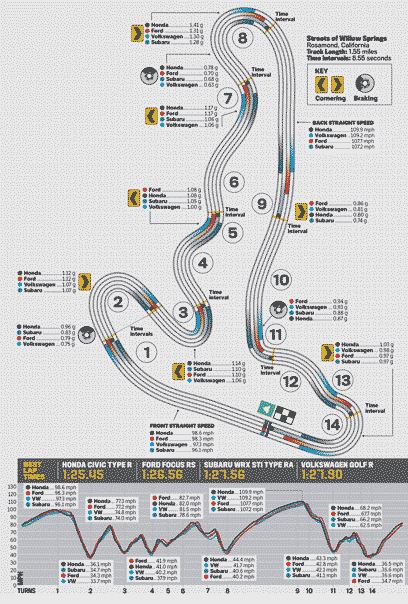 Streets of Willow Springs
Rosamond, California
Track Length: 1.55 miles
Time Intervals: 8.55 seconds
KEY
Cornering
Braking
Honda 1.41 g
Ford 1.31 g
Volkswagen 1.30 g
Subaru 1.28 g
Time Interval
8
Honda 0.78 g
Ford 0.70 g
Subaru 0.68 g
Volkswagen 0.63 g
Time Interval
7
Honda 1.17 g
Ford 1.17 g
Subaru 1.06 g
Volkswagen 1.06 g
BACK STRAIGHT SPEED
Honda 109.9 mph
Volkswagen 109.2 mph
Ford 107.7 mph
Subaru 107.2 mph
6
Ford 1.08 g
Honda 1.08 g
Subaru 1.05 g
Volkswagen 1.00 g
Time Interval
5
9
Ford 0.86 g
Volkswagen 0.81 g
Honda 0.80 g
Subaru 0.74 g
Time Interval
4
Honda 1.12 g
Ford 1.12 g
Volkswagen 1.07 g
Subaru 1.07 g
2
3
Time Interval
10
Ford 0.94 g
Volkswagen 0.93 g
Subaru 0.88 g
Honda 0.87 g
11
Honda 0.96 g
Subaru 0.83 g
Ford 0.79 g
Volkswagen 0.75 g
Time Intervals
1
Honda 1.14 g
Subaru 1.10 g
Ford 1.10 g
Volkswagen 1.06 g
Time Interval
12
Honda 1.03 g
Volkswagen 0.98 g
Ford 0.97 g
Subaru 0.97 g
13
14
Time Interval
FRONT STRAIGHT SPEED
Honda 98.6 mph
Ford 98.3 mph
Volkswagen 97.3 mph
Subaru 96.1 mph
BEST LAP TIMES
HONDA CIVIC TYPE R
1:25.45
FORD FOCUS RS
1:26.56
SUBARU WRX STI TYPE RA
1:27.56
VOLKSWAGEN GOLF R
1:27.90
130
120
110
100
90
80
70
60
50
40
30
MPH
Honda 98.6 mph
Ford 98.3 mph
VW 97.3 mph
Subaru 96.1 mph
Honda 77.3 mph
Ford 77.2 mph
VW 74.8 mph
Subaru 74.0 mph
Ford 82.7 mph
Honda 82.0 mph
VW 81.5 mph
Subaru 78.6 mph
Honda 109.9 mph
VW 109.2 mph
Ford 107.7 mph
Subaru 107.2 mph
Honda 68.2 mph
Ford 67.7 mph
Subaru 66.2 mph
VW 62.5 mph
Honda 36.1 mph
Subaru 34.7 mph
Ford 34.3 mph
VW 33.7 mph
Ford 41.9 mph
Honda 41.0 mph
VW 40.2 mph
Subaru 37.9 mph
Honda 44.4 mph
VW 41.7 mph
Subaru 40.6 mph
Ford 40.2 mph
Honda 43.3 mph
Ford 42.8 mph
VW 42.3 mph
Subaru 41.1 mph
Honda 36.5 mph
Subaru 35.6 mph
VW 35.6 mph
Ford 34.7 mph
TURNS 1 2 3 4 5 6 7 8 9 10 11 12 13 14